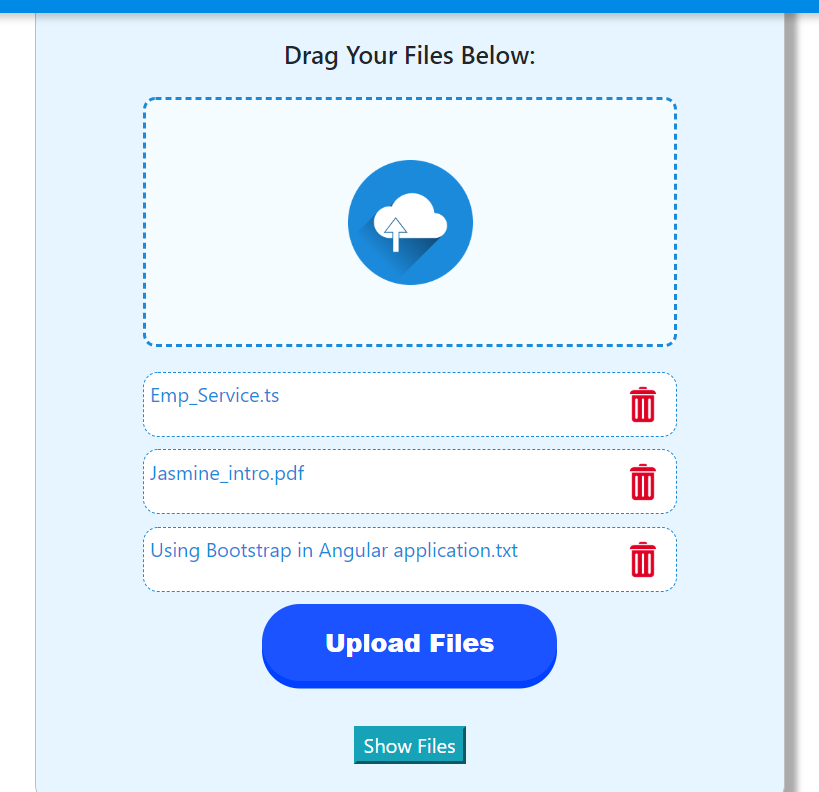 Drag Your Files Below:
Emp_Service.ts
Jasmine_intro.pdf
Using Bootstrap in Angular application.txt
Upload Files
Show Files